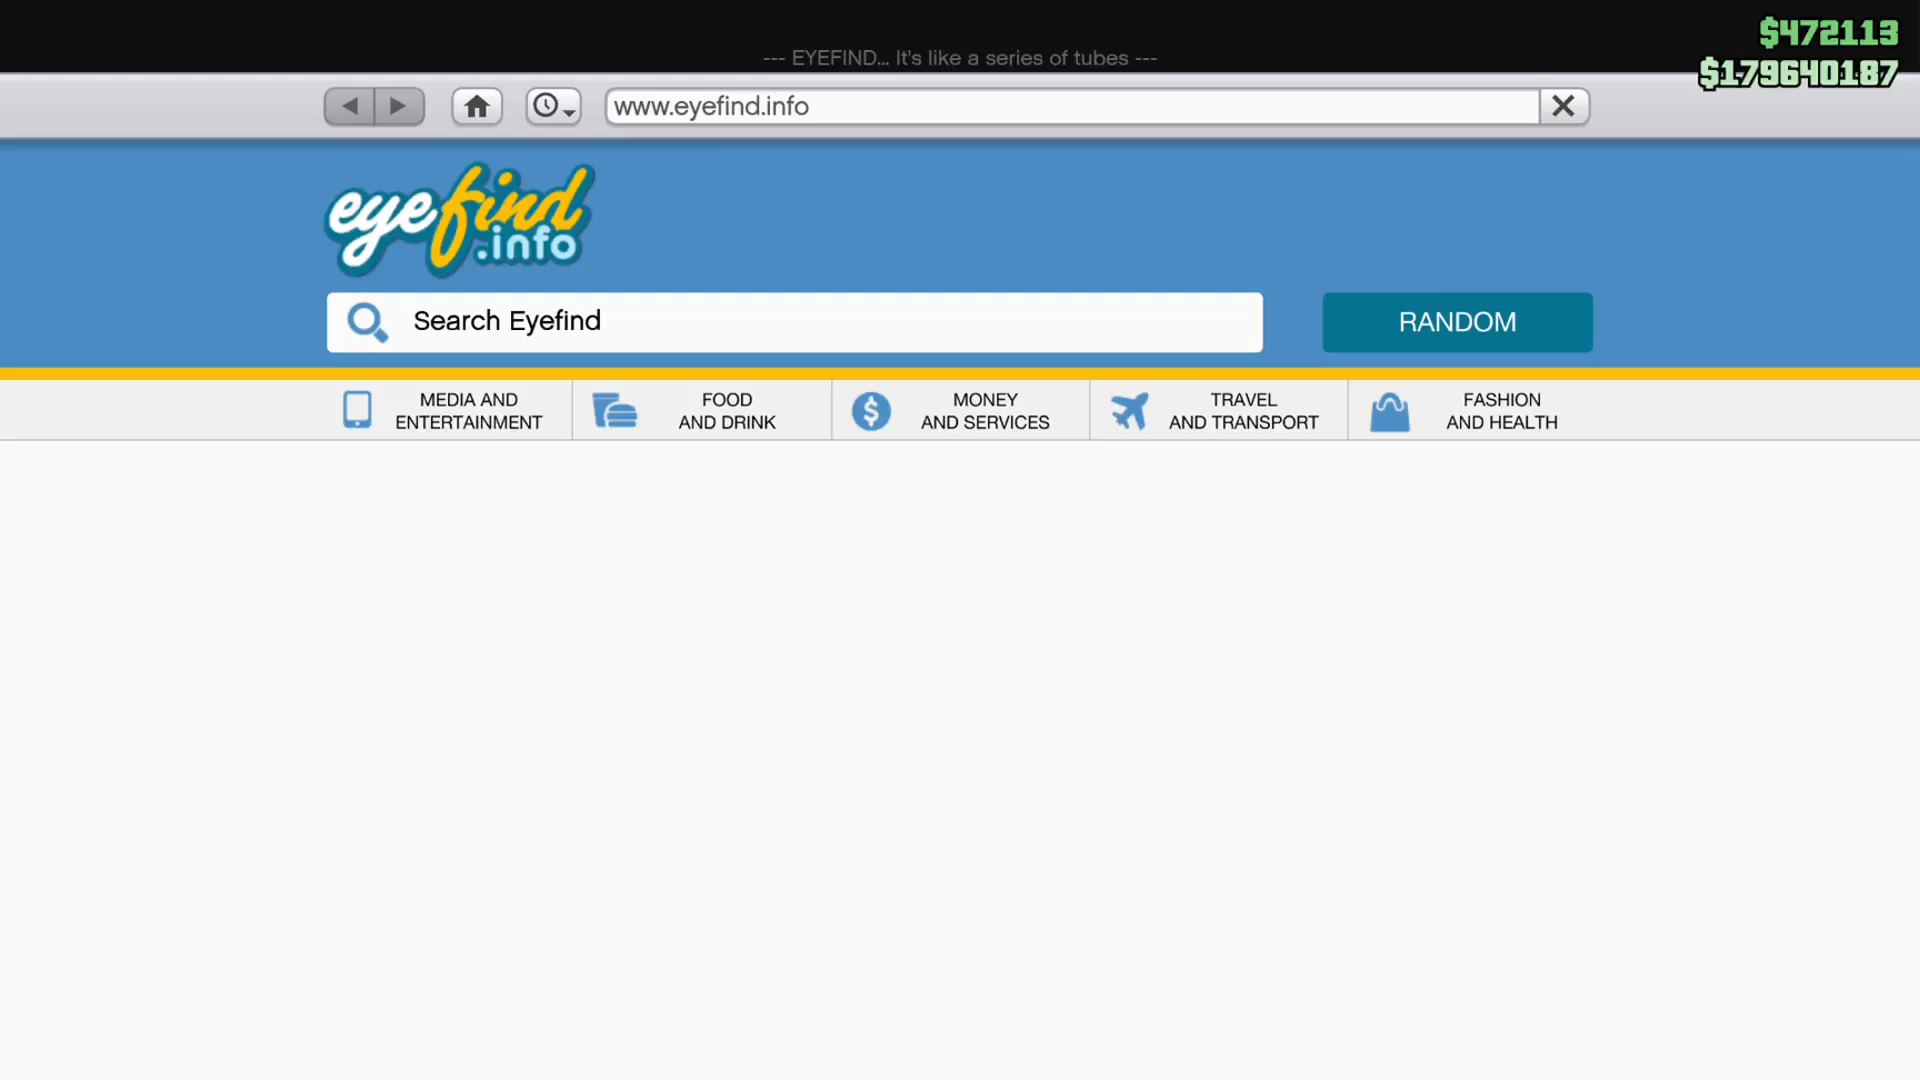 $472113
--- EYEFIND... It's like a series of tubes ---
$179640187
www.eyefind.info
eyefind
.info
Search Eyefind
RANDOM
MEDIA AND
ENTERTAINMENT
FOOD
AND DRINK
MONEY
AND SERVICES
TRAVEL
AND TRANSPORT
FASHION
AND HEALTH